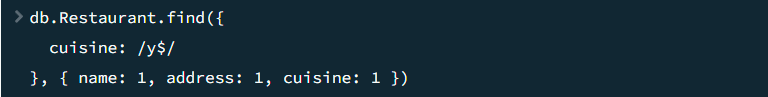 > db.Restaurant.find({
cuisine: /y$/
}, { name: 1, address: 1, cuisine: 1 })